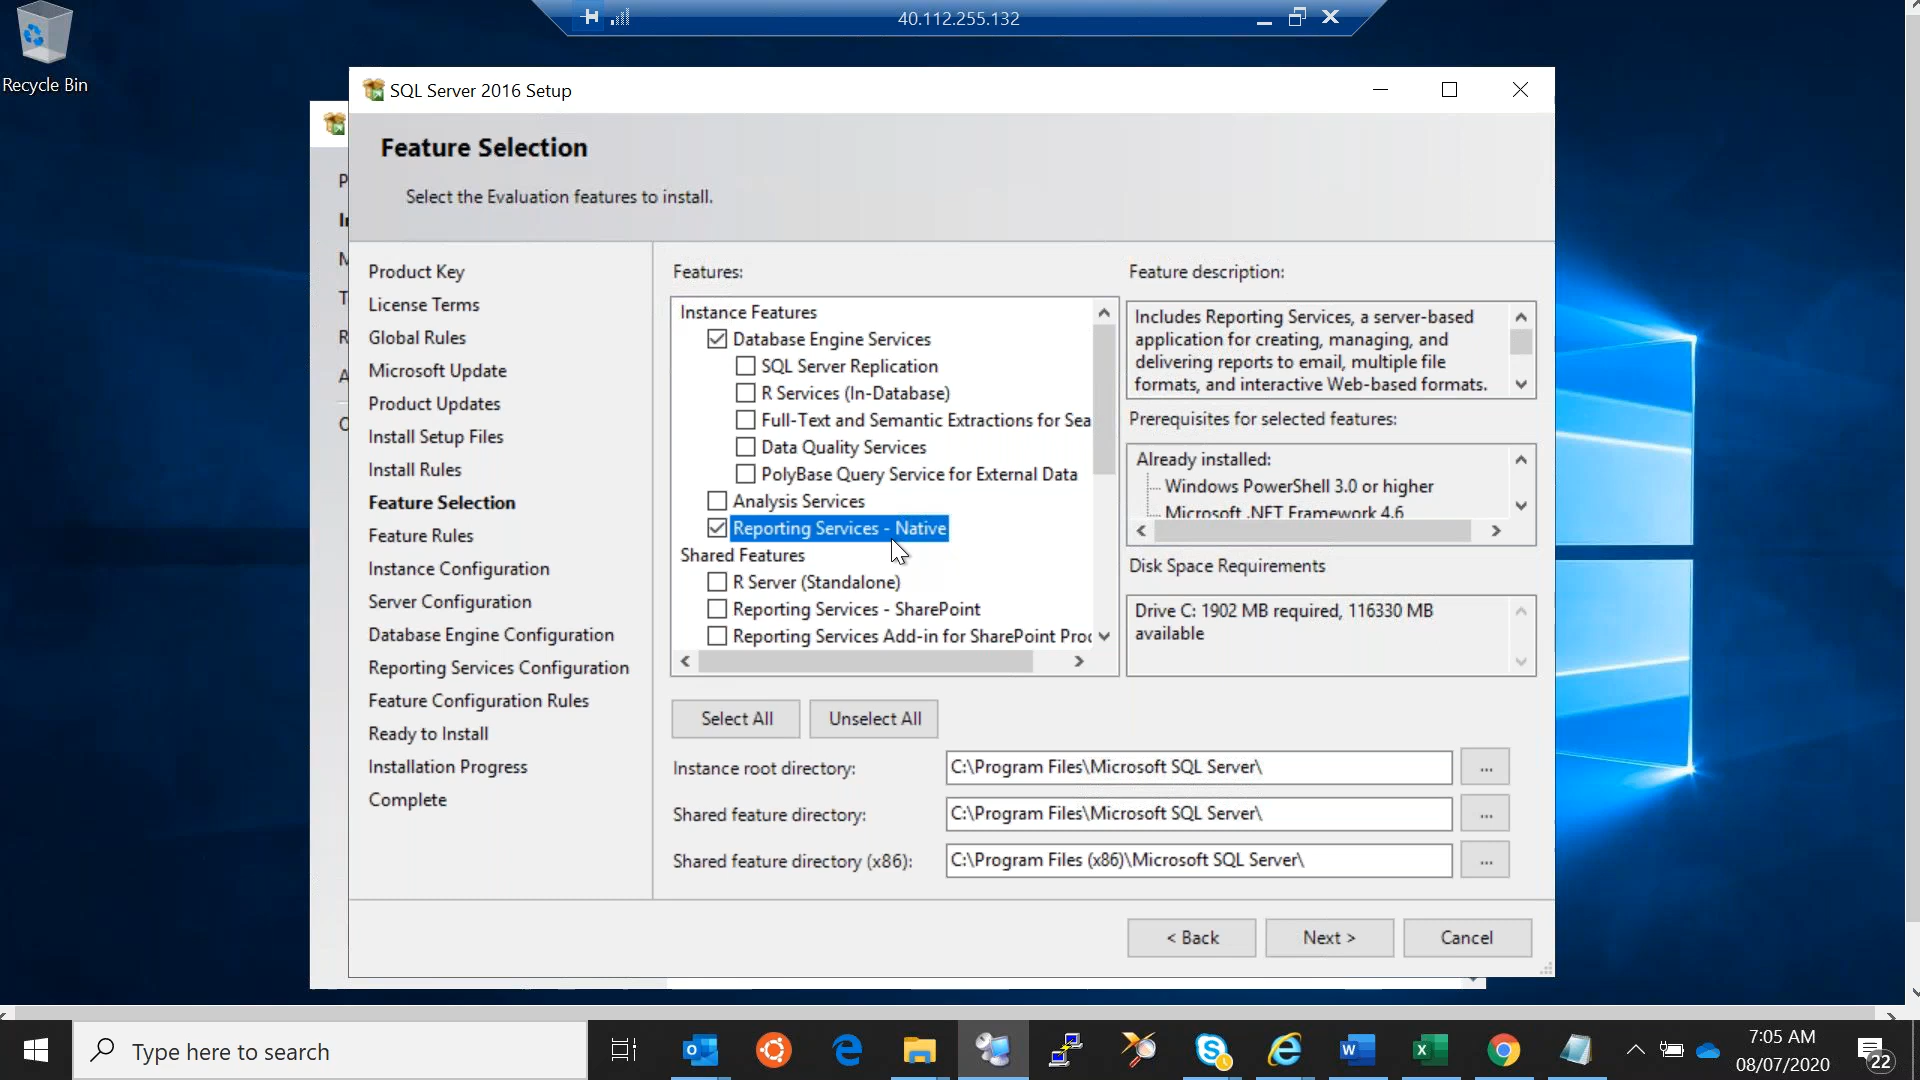 40.112.255.132
Recycle Bin
SQL Server 2016 Setup
Feature Selection
Select the Evaluation features to install.
Product Key
License Terms
Global Rules
Microsoft Update
Product Updates
Install Setup Files
Install Rules
Feature Selection
Feature Rules
Instance Configuration
Server Configuration
Database Engine Configuration
Reporting Services Configuration
Feature Configuration Rules
Ready to Install
Installation Progress
Complete
Features:
Instance Features
Database Engine Services
SQL Server Replication
R Services (In-Database)
Full-Text and Semantic Extractions for Sea
Data Quality Services
PolyBase Query Service for External Data
Analysis Services
Reporting Services - Native
Shared Features
R Server (Standalone)
Reporting Services - SharePoint
Reporting Services Add-in for SharePoint Proc
Feature description:
Includes Reporting Services, a server-based
application for creating, managing, and
delivering reports to email, multiple file
formats, and interactive Web-based formats.
Prerequisites for selected features:
Already installed:
Windows PowerShell 3.0 or higher
Microsoft .NET Framework 4.6
Disk Space Requirements
Drive C: 1902 MB required, 116330 MB
available
Select All
Unselect All
Instance root directory:
C:\Program Files\Microsoft SQL Server\
...
Shared feature directory:
C:\Program Files\Microsoft SQL Server\
...
Shared feature directory (x86):
C:\Program Files (x86)\Microsoft SQL Server\
...
< Back
Next >
Cancel
Type here to search
7:05 AM
08/07/2020
22